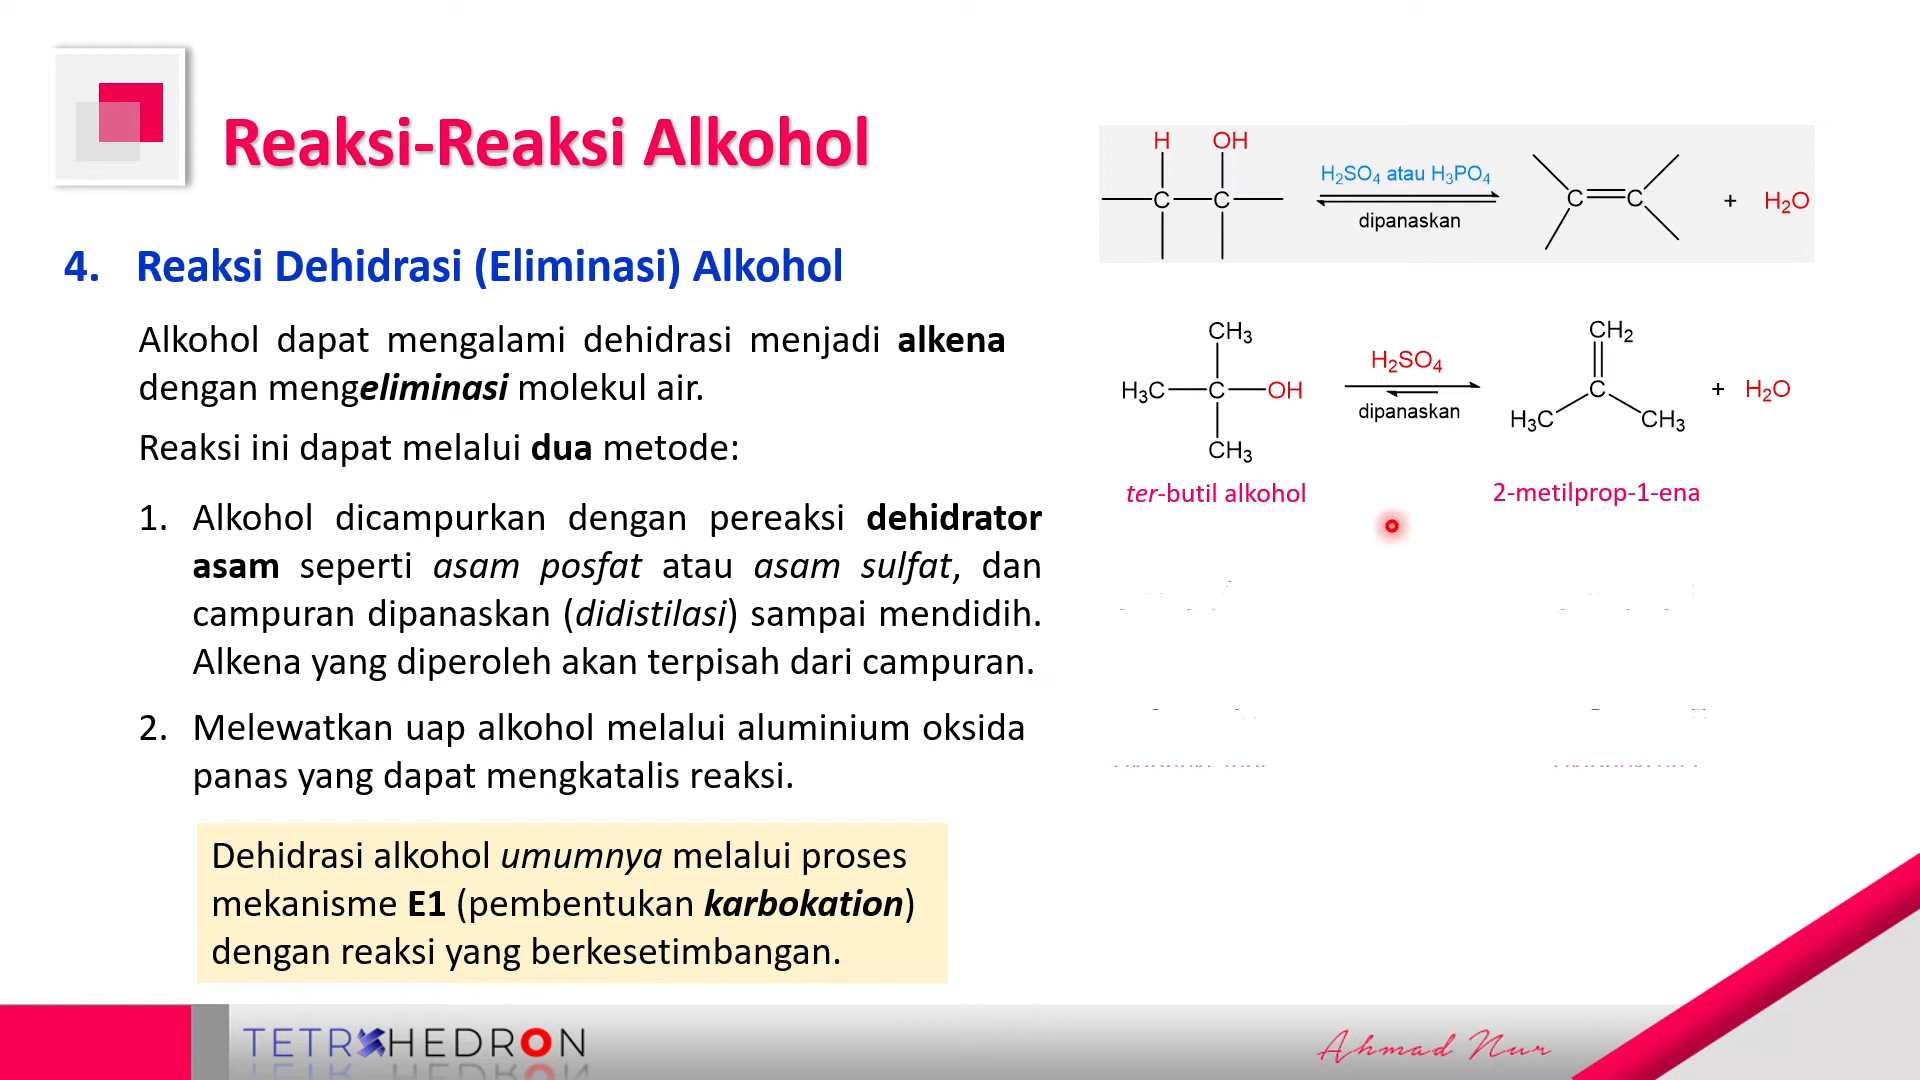 Reaksi-Reaksi Alkohol
4. Reaksi Dehidrasi (Eliminasi) Alkohol
Alkohol dapat mengalami dehidrasi menjadi alkena
dengan mengeliminasi molekul air.
Reaksi ini dapat melalui dua metode:
1. Alkohol dicampurkan dengan pereaksi dehidrator
asam seperti asam posfat atau asam sulfat, dan
campuran dipanaskan (didistilasi) sampai mendidih.
Alkena yang diperoleh akan terpisah dari campuran.
2. Melewatkan uap alkohol melalui aluminium oksida
panas yang dapat mengkatalis reaksi.
Dehidrasi alkohol umumnya melalui proses
mekanisme E1 (pembentukan karbokation)
dengan reaksi yang berkesetimbangan.
H OH
H₂SO₄ atau H₃PO₄
C C C C + H₂O
dipanaskan
CH₃ CH₂
H₂SO₄
H₃C C OH C + H₂O
dipanaskan
H₃C CH₃
CH₃
ter-butil alkohol 2-metilprop-1-ena
TETRAHEDRON
Ahmad Nur